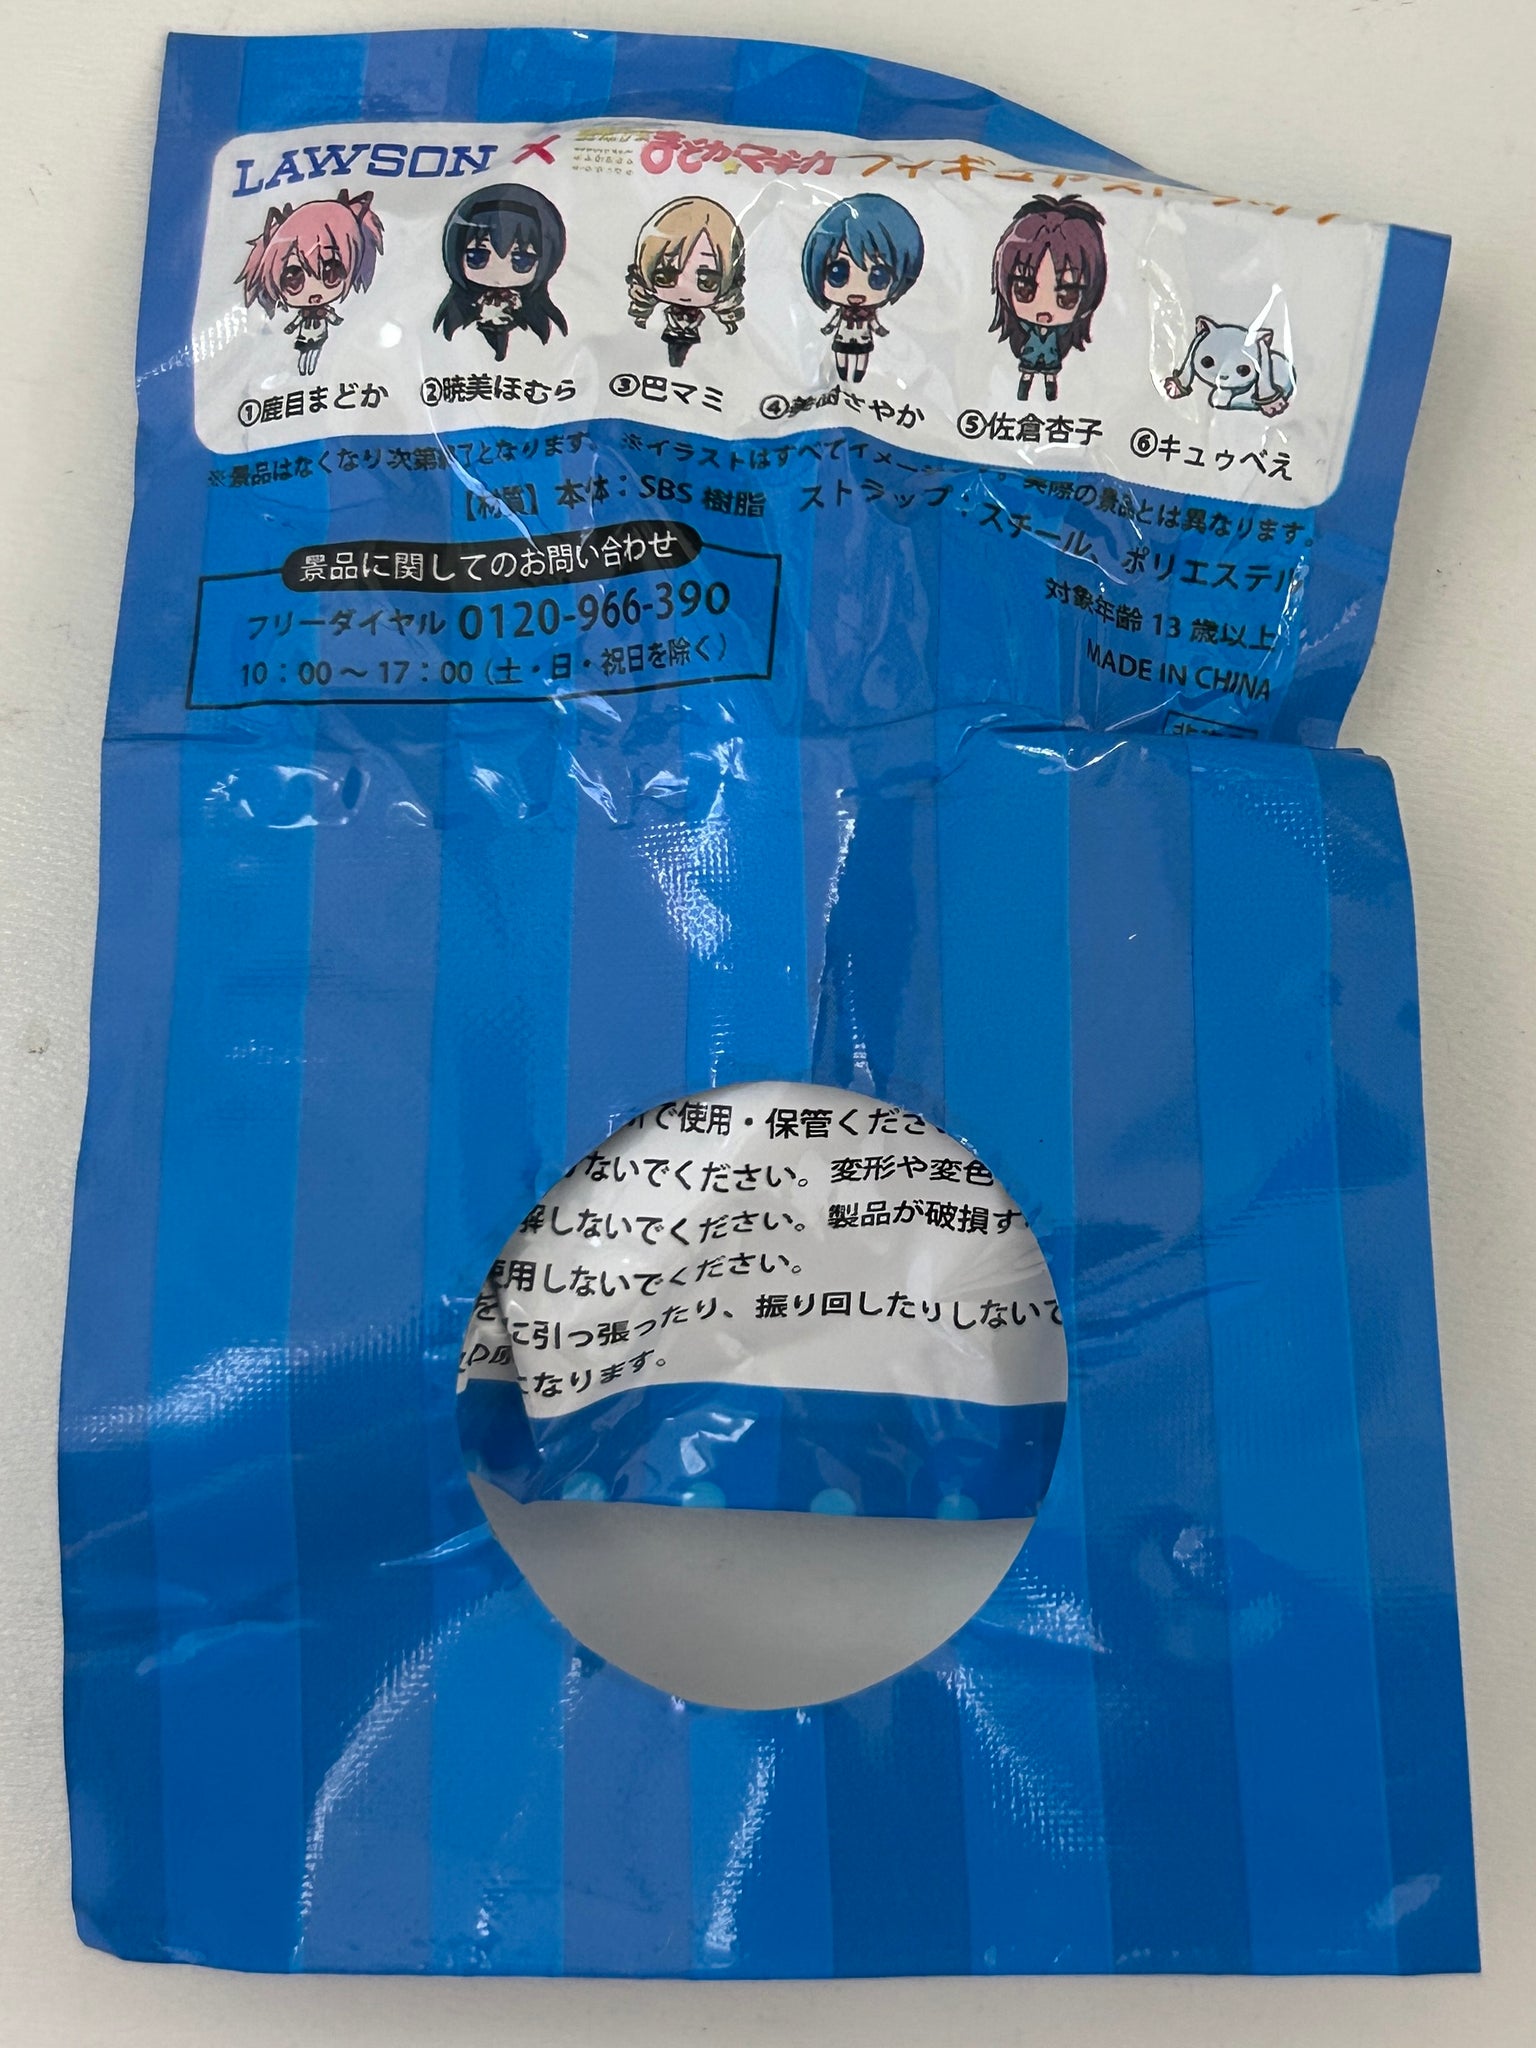 LAWSON × まどか☆マギカ フィギュアストラップ
①鹿目まどか ②暁美ほむら ③巴マミ ④美樹さやか ⑤佐倉杏子 ⑥キュゥべえ
※景品はなくなり次第終了となります。 ※イラストはすべてイメージです。実際の景品とは異なります。
【材質】本体：SBS 樹脂 ストラップ：スチール、ポリエステル
対象年齢 13 歳以上
MADE IN CHINA
景品に関してのお問い合わせ
フリーダイヤル 0120-966-390
10：00～17：00（土・日・祝日を除く）
で使用・保管くださ
ないでください。変形や変色
解しないでください。製品が破損す
使用しないでください。
を に引っ張ったり、振り回したりしないで
になります。